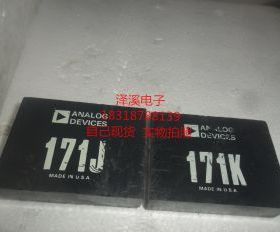 泽溪电子
18318788139
自己现货 实物拍摄
ANALOG
DEVICES
171J
MADE IN U.S.A.
ANALOG
DEVICES
171K
MADE IN U.S.A.